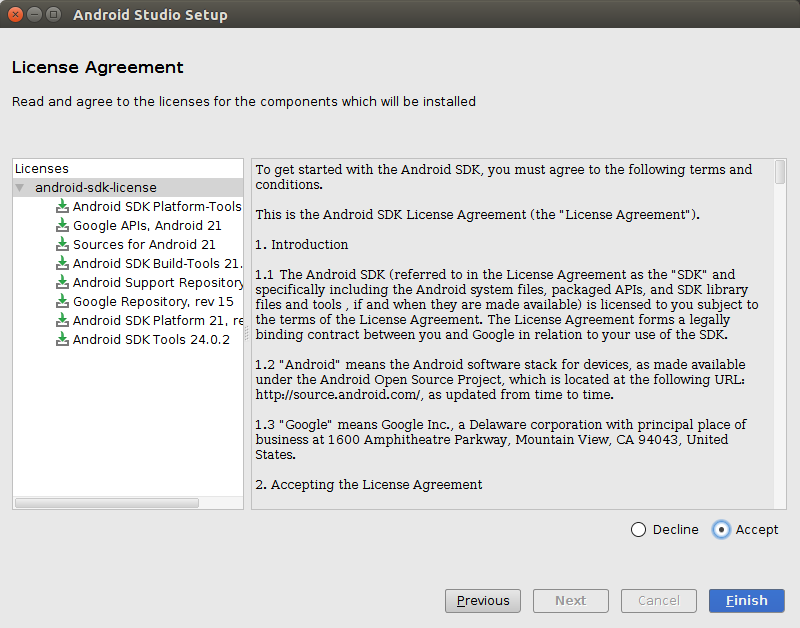 Android Studio Setup
License Agreement
Read and agree to the licenses for the components which will be installed
Licenses
android-sdk-license
Android SDK Platform-Tools
Google APIs, Android 21
Sources for Android 21
Android SDK Build-Tools 21.
Android Support Repository
Google Repository, rev 15
Android SDK Platform 21, re
Android SDK Tools 24.0.2
To get started with the Android SDK, you must agree to the following terms and
conditions.
This is the Android SDK License Agreement (the "License Agreement").
1. Introduction
1.1 The Android SDK (referred to in the License Agreement as the "SDK" and
specifically including the Android system files, packaged APIs, and SDK library
files and tools , if and when they are made available) is licensed to you subject to
the terms of the License Agreement. The License Agreement forms a legally
binding contract between you and Google in relation to your use of the SDK.
1.2 "Android" means the Android software stack for devices, as made available
under the Android Open Source Project, which is located at the following URL:
http://source.android.com/, as updated from time to time.
1.3 "Google" means Google Inc., a Delaware corporation with principal place of
business at 1600 Amphitheatre Parkway, Mountain View, CA 94043, United
States.
2. Accepting the License Agreement
Decline Accept
Previous Next Cancel Finish